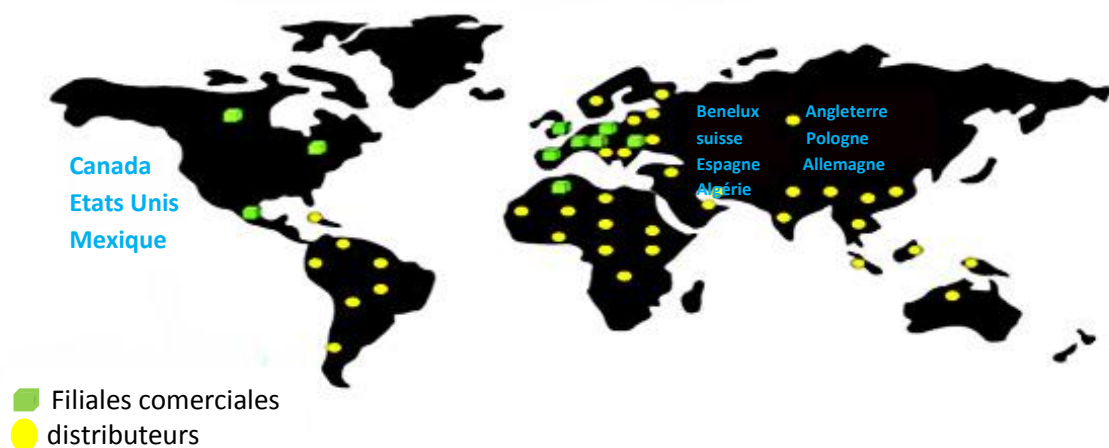 Benelux Angleterre
suisse Pologne
Espagne Allemagne
Algérie
Canada
Etats Unis
Mexique
Filiales comerciales
distributeurs